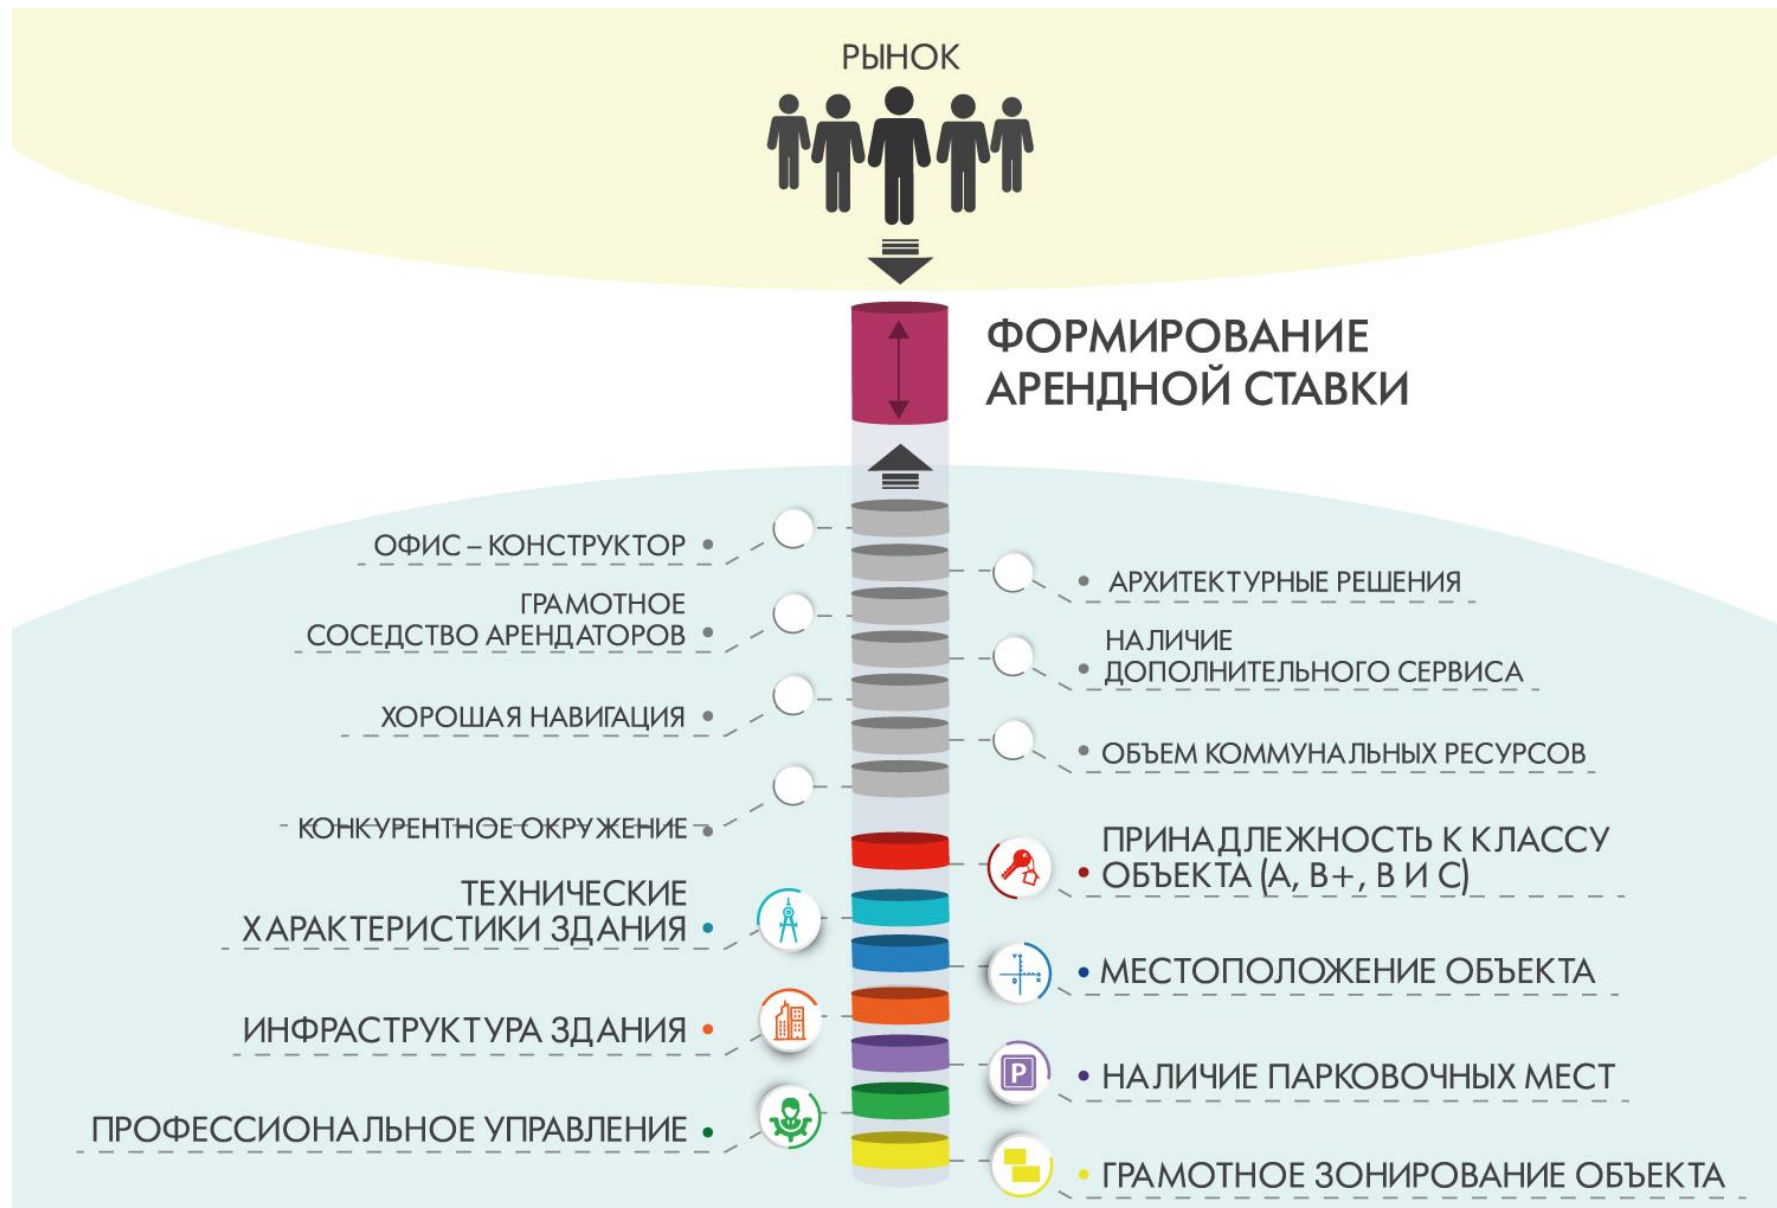 РЫНОК
ФОРМИРОВАНИЕ
АРЕНДНОЙ СТАВКИ
ОФИС – КОНСТРУКТОР
АРХИТЕКТУРНЫЕ РЕШЕНИЯ
ГРАМОТНОЕ
СОСЕДСТВО АРЕНДАТОРОВ
НАЛИЧИЕ
ДОПОЛНИТЕЛЬНОГО СЕРВИСА
ХОРОШАЯ НАВИГАЦИЯ
ОБЪЕМ КОММУНАЛЬНЫХ РЕСУРСОВ
КОНКУРЕНТНОЕ ОКРУЖЕНИЕ
ПРИНАДЛЕЖНОСТЬ К КЛАССУ
ОБЪЕКТА (А, В+, В И С)
ТЕХНИЧЕСКИЕ
ХАРАКТЕРИСТИКИ ЗДАНИЯ
МЕСТОПОЛОЖЕНИЕ ОБЪЕКТА
ИНФРАСТРУКТУРА ЗДАНИЯ
P
НАЛИЧИЕ ПАРКОВОЧНЫХ МЕСТ
ПРОФЕССИОНАЛЬНОЕ УПРАВЛЕНИЕ
ГРАМОТНОЕ ЗОНИРОВАНИЕ ОБЪЕКТА